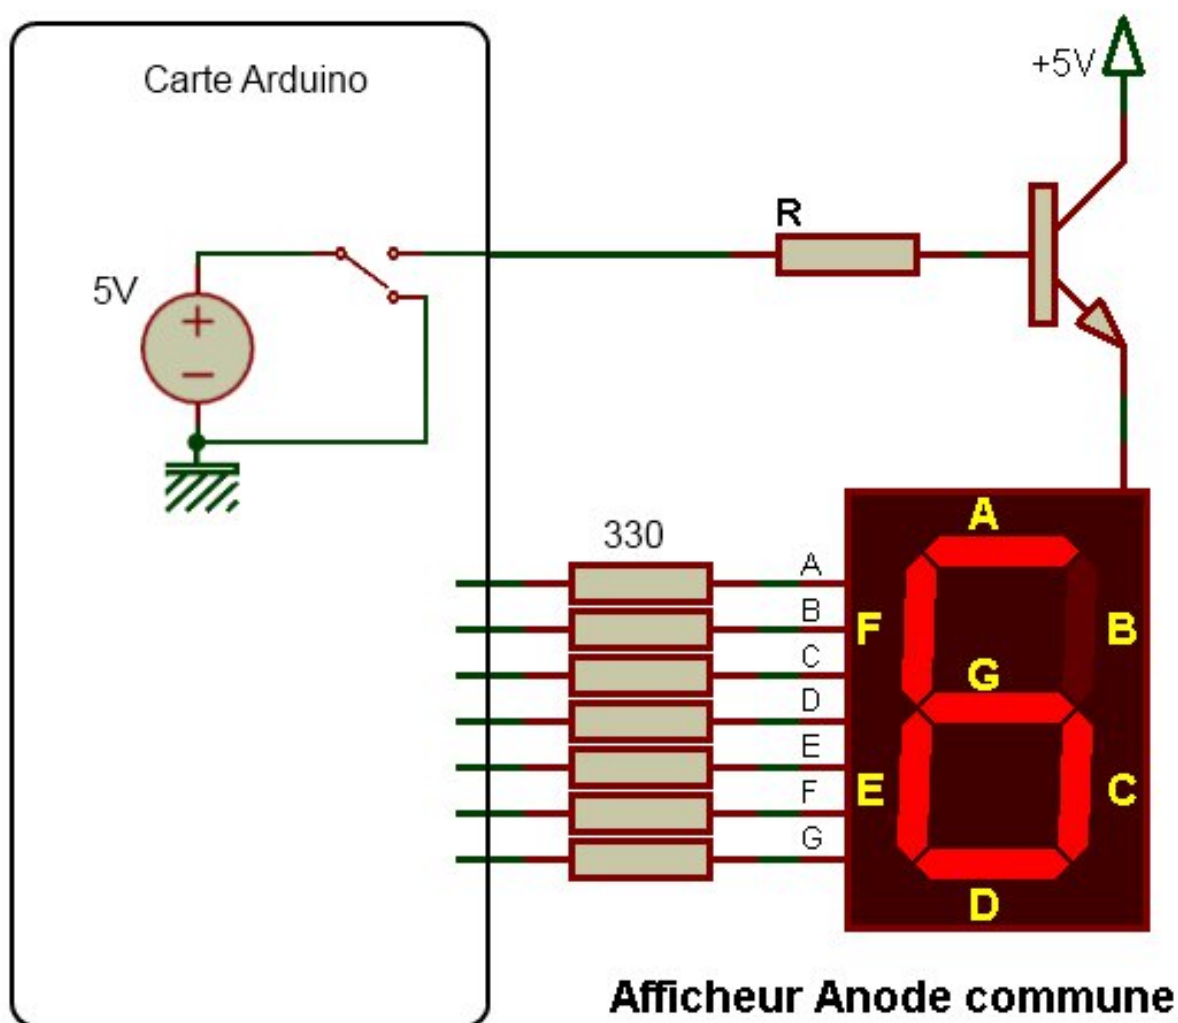 Carte Arduino
+5V
R
5V
+
−
330
A
B
C
D
E
F
G
A
F
B
G
E
C
D
Afficheur Anode commune